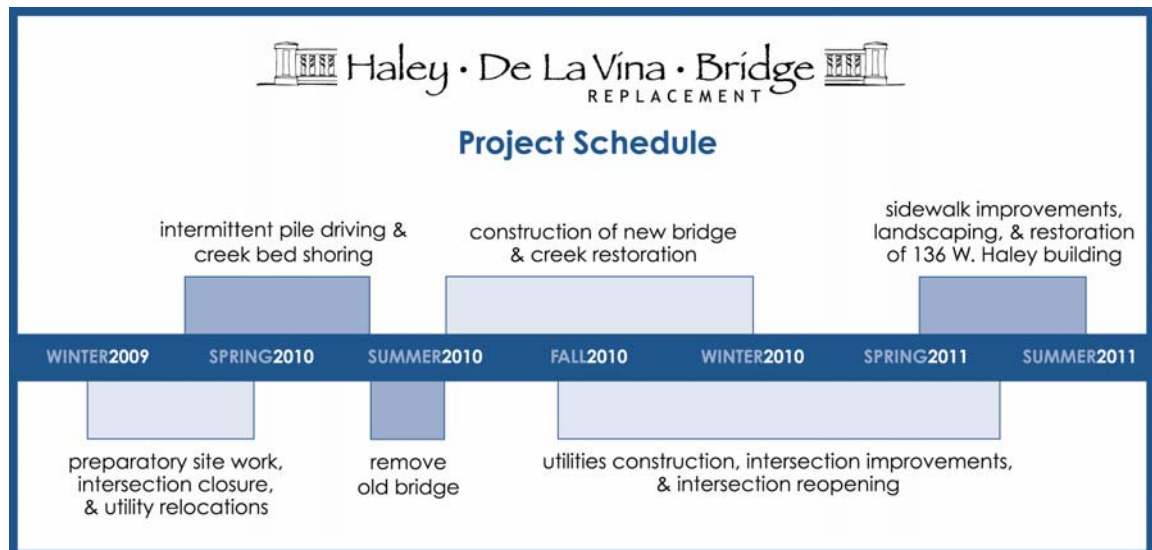 Haley • De La Vina • Bridge
REPLACEMENT
Project Schedule
intermittent pile driving &
creek bed shoring
construction of new bridge
& creek restoration
sidewalk improvements,
landscaping, & restoration
of 136 W. Haley building
WINTER2009 SPRING2010 SUMMER2010 FALL2010 WINTER2010 SPRING2011 SUMMER2011
preparatory site work,
intersection closure,
& utility relocations
remove
old bridge
utilities construction, intersection improvements,
& intersection reopening